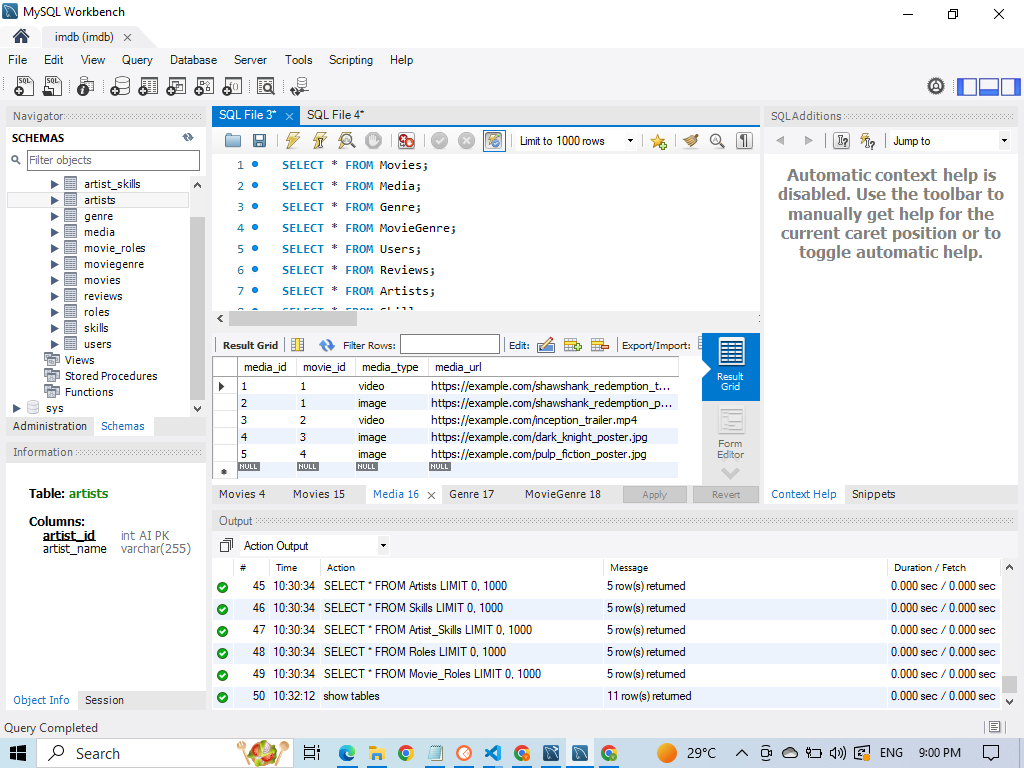 MySQL Workbench
imdb (imdb)
File Edit View Query Database Server Tools Scripting Help
Navigator
SCHEMAS
Filter objects
artist_skills
artists
genre
media
movie_roles
moviegenre
movies
reviews
roles
skills
users
Views
Stored Procedures
Functions
sys
Administration Schemas
Information
Table: artists
Columns:
artist_id int AI PK
artist_name varchar(255)
Object Info Session
SQL File 3* SQL File 4*
Limit to 1000 rows
1 SELECT * FROM Movies;
2 SELECT * FROM Media;
3 SELECT * FROM Genre;
4 SELECT * FROM MovieGenre;
5 SELECT * FROM Users;
6 SELECT * FROM Reviews;
7 SELECT * FROM Artists;
Result Grid Filter Rows: Edit: Export/Import:
media_id movie_id media_type media_url
1 1 video https://example.com/shawshank_redemption_t...
2 1 image https://example.com/shawshank_redemption_p...
3 2 video https://example.com/inception_trailer.mp4
4 3 image https://example.com/dark_knight_poster.jpg
5 4 image https://example.com/pulp_fiction_poster.jpg
NULL NULL NULL NULL
Result
Grid
Form
Editor
Movies 4 Movies 15 Media 16 Genre 17 MovieGenre 18 Apply Revert
SQLAdditions
Jump to
Automatic context help is
disabled. Use the toolbar to
manually get help for the
current caret position or to
toggle automatic help.
Context Help Snippets
Output
Action Output
# Time Action Message Duration / Fetch
45 10:30:34 SELECT * FROM Artists LIMIT 0, 1000 5 row(s) returned 0.000 sec / 0.000 sec
46 10:30:34 SELECT * FROM Skills LIMIT 0, 1000 5 row(s) returned 0.000 sec / 0.000 sec
47 10:30:34 SELECT * FROM Artist_Skills LIMIT 0, 1000 5 row(s) returned 0.000 sec / 0.000 sec
48 10:30:34 SELECT * FROM Roles LIMIT 0, 1000 5 row(s) returned 0.000 sec / 0.000 sec
49 10:30:34 SELECT * FROM Movie_Roles LIMIT 0, 1000 5 row(s) returned 0.000 sec / 0.000 sec
50 10:32:12 show tables 11 row(s) returned 0.000 sec / 0.000 sec
Query Completed
Search
29°C
ENG
9:00 PM